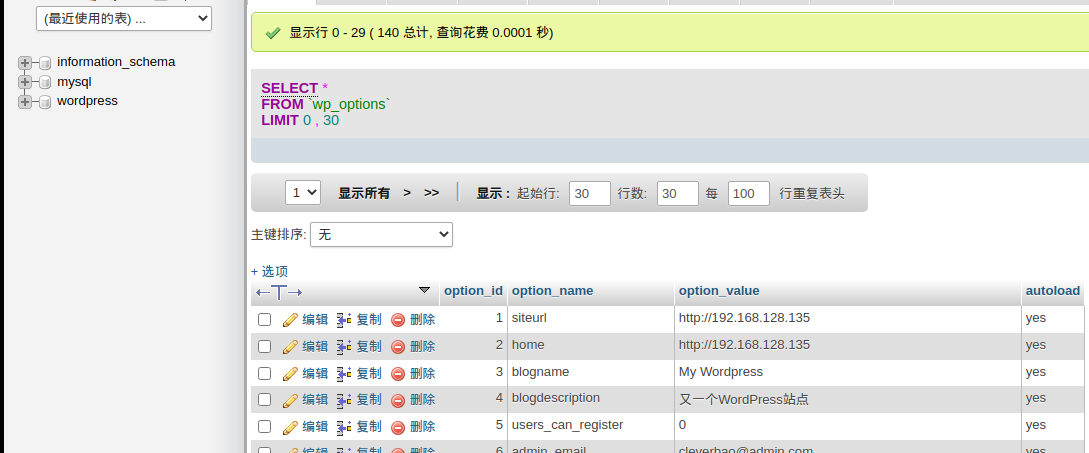 (最近使用的表) ...
information_schema
mysql
wordpress
显示行 0 - 29 ( 140 总计, 查询花费 0.0001 秒)
SELECT *
FROM `wp_options`
LIMIT 0 , 30
1 显示所有 > >> 显示 : 起始行: 30 行数: 30 每 100 行重复表头
主键排序: 无
+ 选项
←T→ option_id option_name option_value autoload
编辑 复制 删除 1 siteurl http://192.168.128.135 yes
编辑 复制 删除 2 home http://192.168.128.135 yes
编辑 复制 删除 3 blogname My Wordpress yes
编辑 复制 删除 4 blogdescription 又一个WordPress站点 yes
编辑 复制 删除 5 users_can_register 0 yes
编辑 复制 删除 6 admin_email cleverbao@admin.com yes